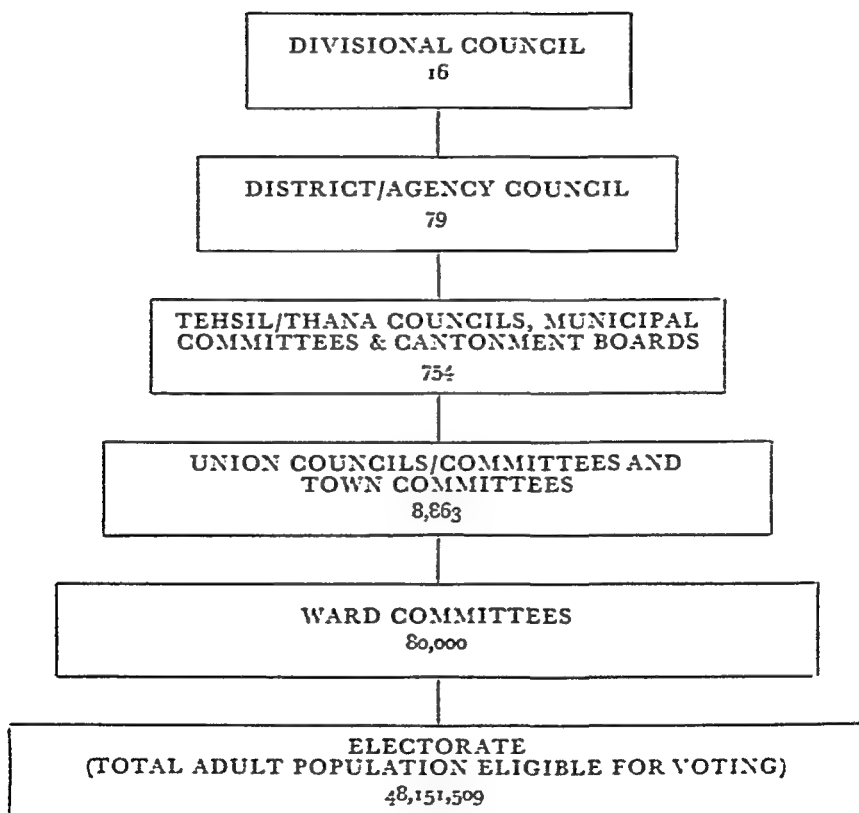 DIVISIONAL COUNCIL
16
DISTRICT/AGENCY COUNCIL
79
TEHSIL/THANA COUNCILS, MUNICIPAL
COMMITTEES & CANTONMENT BOARDS
754
UNION COUNCILS/COMMITTEES AND
TOWN COMMITTEES
8,863
WARD COMMITTEES
80,000
ELECTORATE
(TOTAL ADULT POPULATION ELIGIBLE FOR VOTING)
48,151,509